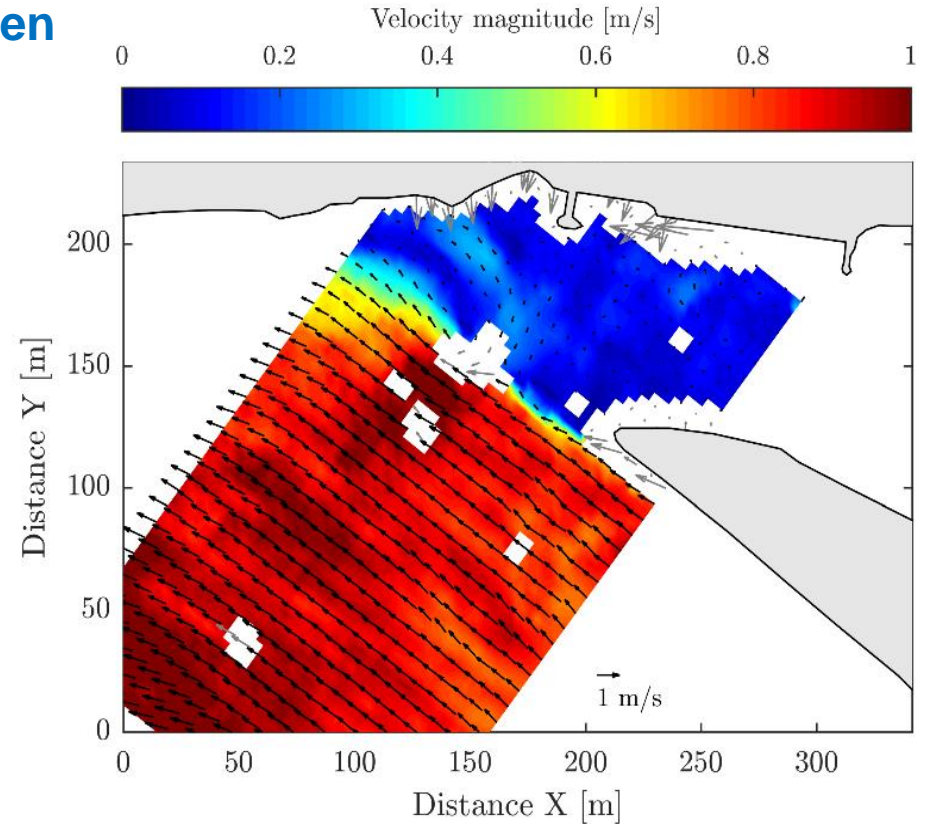 en
Velocity magnitude [m/s]
0 0.2 0.4 0.6 0.8 1
200
150
100
50
0
Distance Y [m]
1 m/s
0 50 100 150 200 250 300
Distance X [m]